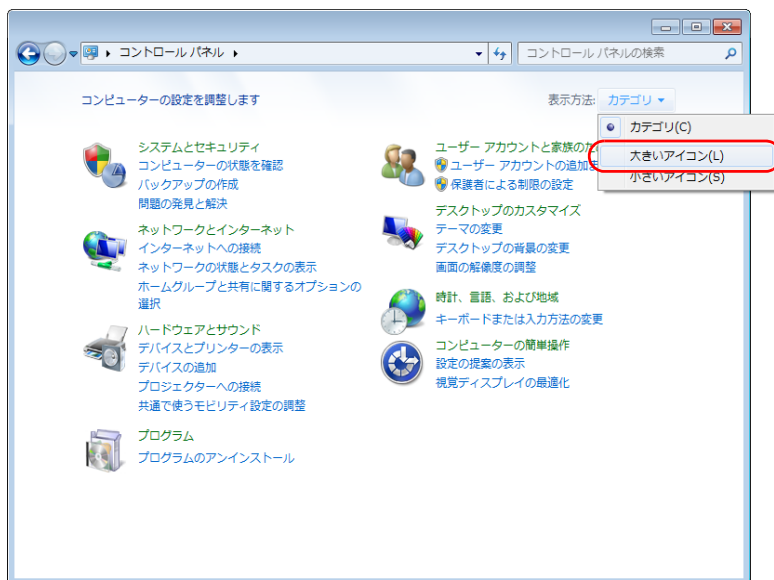 コントロール パネル
コントロール パネルの検索
コンピューターの設定を調整します
表示方法: カテゴリ
カテゴリ(C)
大きいアイコン(L)
小さいアイコン(S)
システムとセキュリティ
コンピューターの状態を確認
バックアップの作成
問題の発見と解決
ネットワークとインターネット
インターネットへの接続
ネットワークの状態とタスクの表示
ホームグループと共有に関するオプションの
選択
ハードウェアとサウンド
デバイスとプリンターの表示
デバイスの追加
プロジェクターへの接続
共通で使うモビリティ設定の調整
プログラム
プログラムのアンインストール
ユーザー アカウントと家族のた
ユーザー アカウントの追加
保護者による制限の設定
デスクトップのカスタマイズ
テーマの変更
デスクトップの背景の変更
画面の解像度の調整
時計、言語、および地域
キーボードまたは入力方法の変更
コンピューターの簡単操作
設定の提案の表示
視覚ディスプレイの最適化